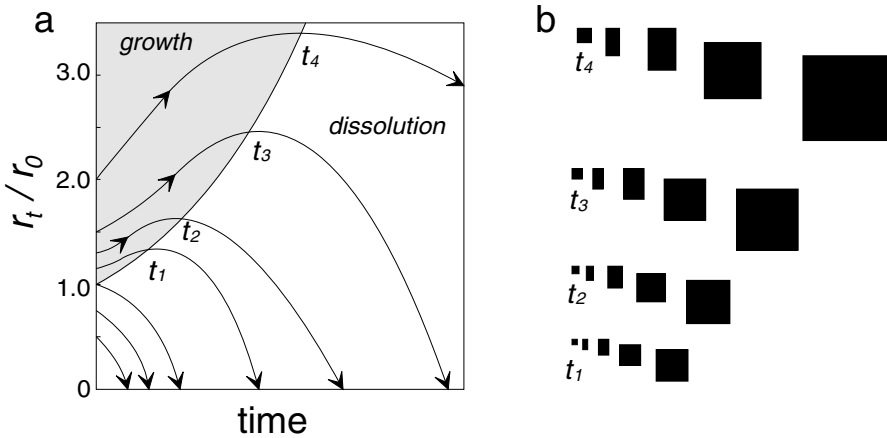 a
growth
3.0
t4
dissolution
t3
2.0
rt / r0
t2
t1
1.0
0
time
b
t4
t3
t2
t1